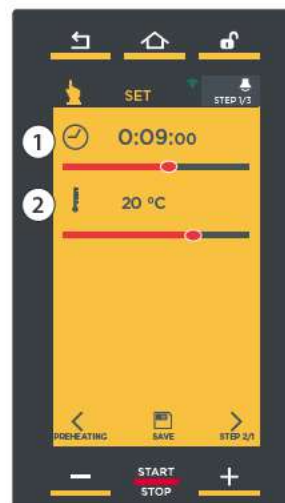 SET
STEP 1/3
1
0:09:00
2
20 °C
PREHEATING
SAVE
STEP 2/1
START
STOP